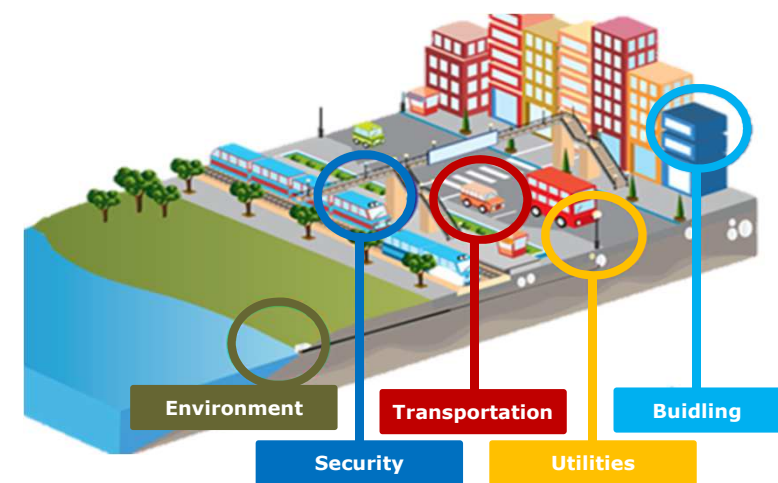 Environment
Transportation
Buidling
Security
Utilities